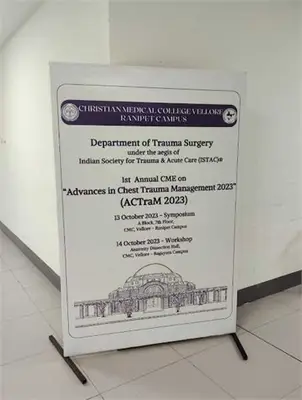 CHRISTIAN MEDICAL COLLEGE VELLORE
RANIPET CAMPUS
Department of Trauma Surgery
under the aegis of
Indian Society for Trauma & Acute Care (ISTAC)®
1st Annual CME on
“Advances in Chest Trauma Management 2023”
(ACTraM 2023)
13 October 2023 - Symposium
A Block, 7th Floor,
CMC, Vellore - Ranipet Campus
14 October 2023 - Workshop
Anatomy Dissection Hall,
CMC, Vellore - Bagayam Campus